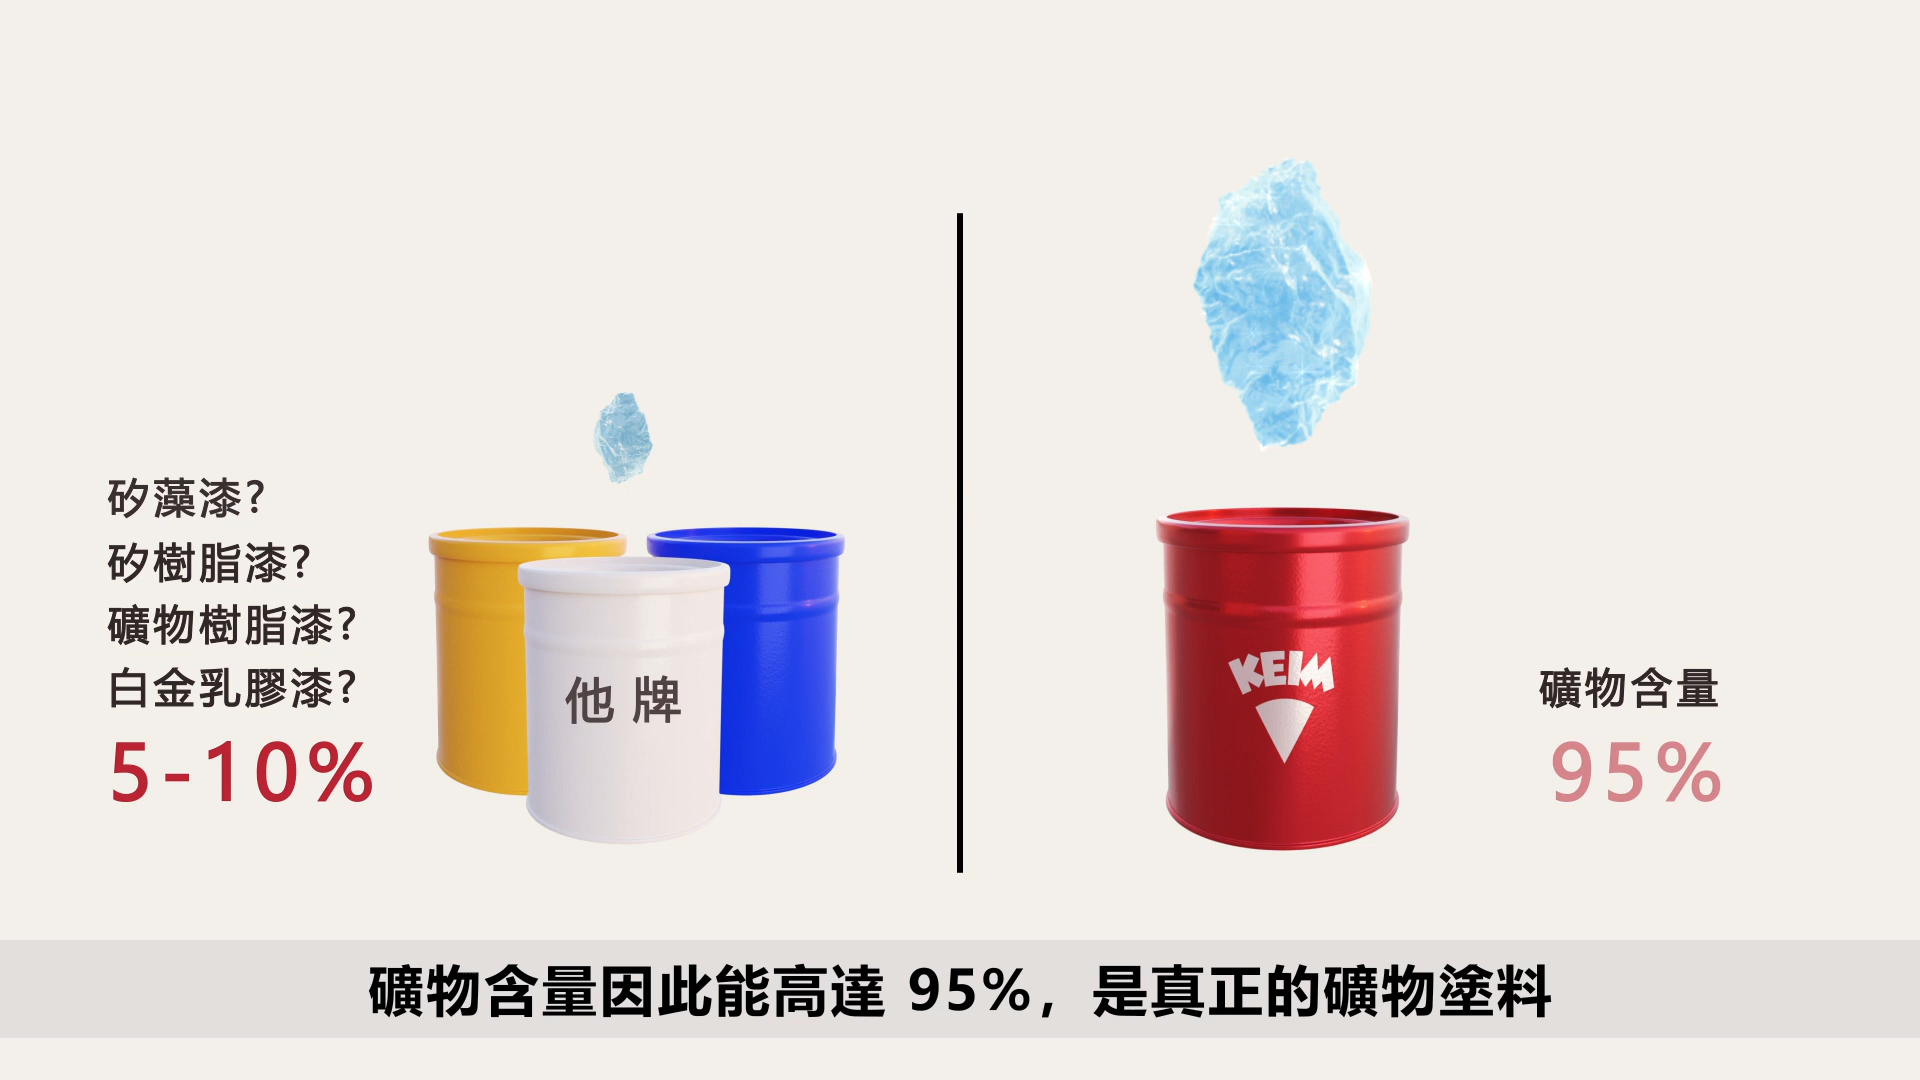 矽藻漆?
矽樹脂漆?
礦物樹脂漆?
白金乳膠漆?
5-10%
他牌
KEIM
礦物含量
95%
礦物含量因此能高達 95%，是真正的礦物塗料